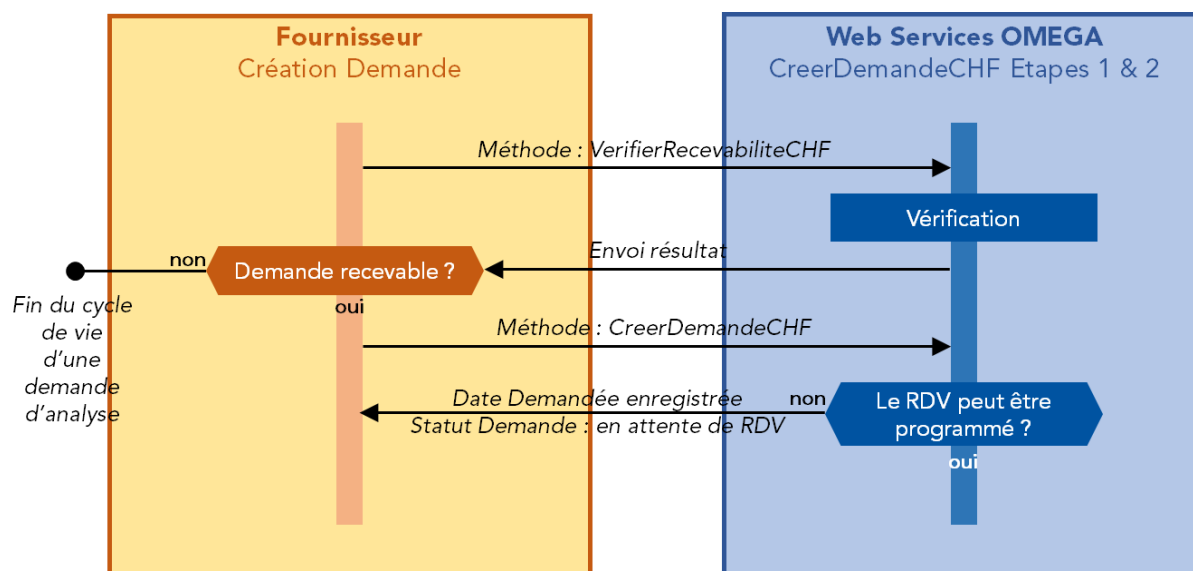 Fournisseur
Création Demande
Web Services OMEGA
CreerDemandeCHF Etapes 1 & 2
Méthode : VerifierRecevabiliteCHF
Vérification
Envoi résultat
non
Demande recevable ?
oui
Fin du cycle
de vie
d'une
demande
d'analyse
Méthode : CreerDemandeCHF
Date Demandée enregistrée
Statut Demande : en attente de RDV
non
Le RDV peut être
programmé ?
oui